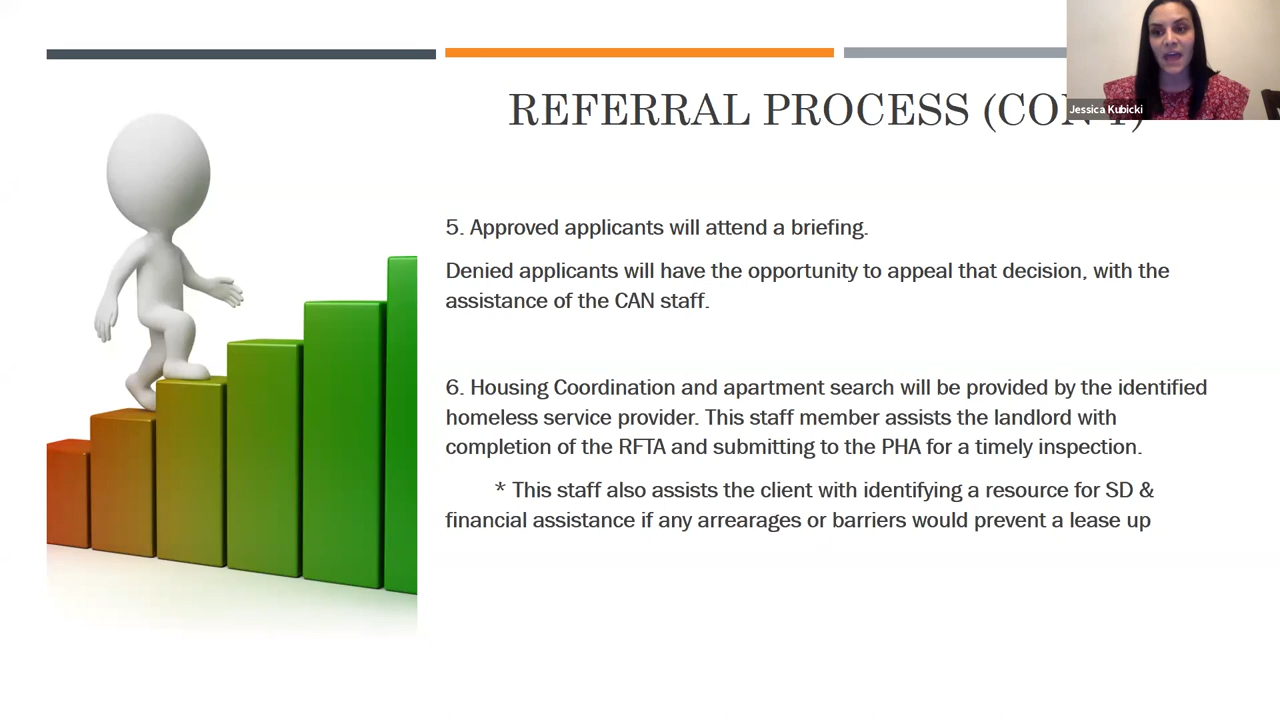 Jessica Kubicki
REFERRAL PROCESS
5. Approved applicants will attend a briefing.
Denied applicants will have the opportunity to appeal that decision, with the
assistance of the CAN staff.
6. Housing Coordination and apartment search will be provided by the identified
homeless service provider. This staff member assists the landlord with
completion of the RFTA and submitting to the PHA for a timely inspection.
* This staff also assists the client with identifying a resource for SD &
financial assistance if any arrearages or barriers would prevent a lease up